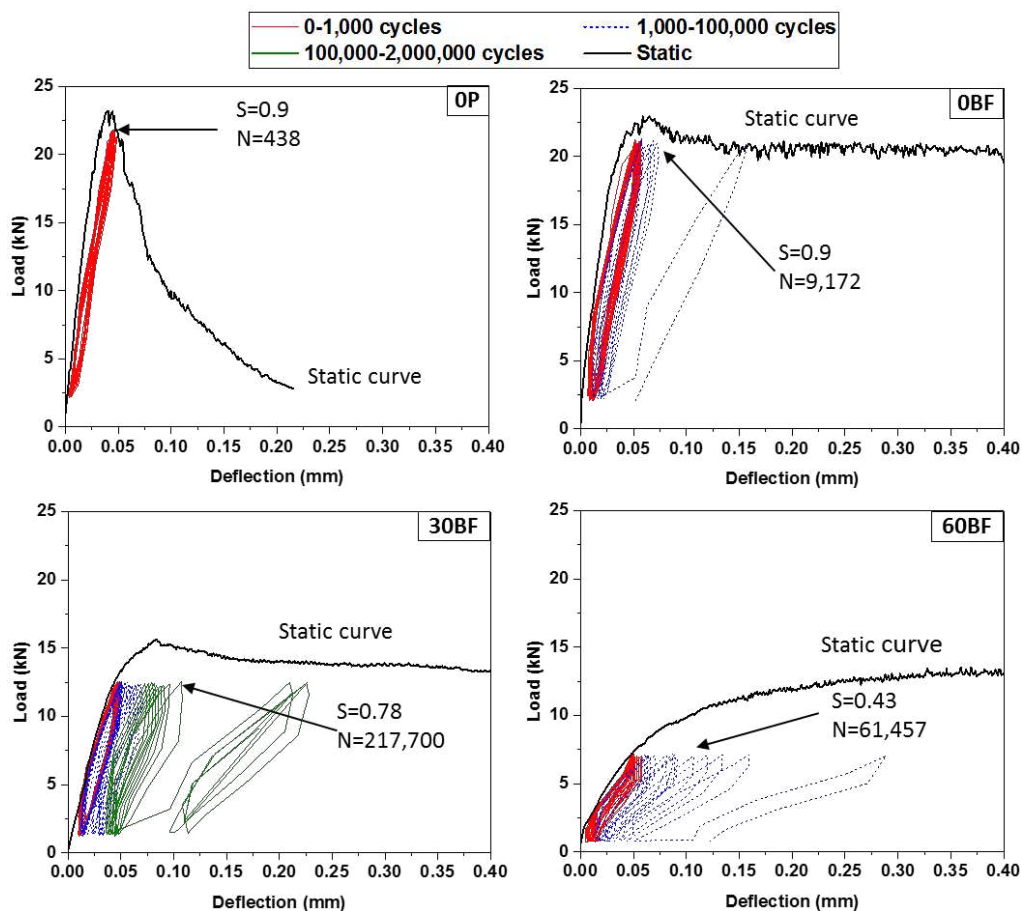 0-1,000 cycles
1,000-100,000 cycles
100,000-2,000,000 cycles
Static
25
20
15
10
5
0
Load (kN)
0P
S=0.9
N=438
Static curve
0.00 0.05 0.10 0.15 0.20 0.25 0.30 0.35 0.40
Deflection (mm)
25
20
15
10
5
0
Load (kN)
0BF
Static curve
S=0.9
N=9,172
0.00 0.05 0.10 0.15 0.20 0.25 0.30 0.35 0.40
Deflection (mm)
25
20
15
10
5
0
Load (kN)
30BF
Static curve
S=0.78
N=217,700
0.00 0.05 0.10 0.15 0.20 0.25 0.30 0.35 0.40
Deflection (mm)
25
20
15
10
5
0
Load (kN)
60BF
Static curve
S=0.43
N=61,457
0.00 0.05 0.10 0.15 0.20 0.25 0.30 0.35 0.40
Deflection (mm)